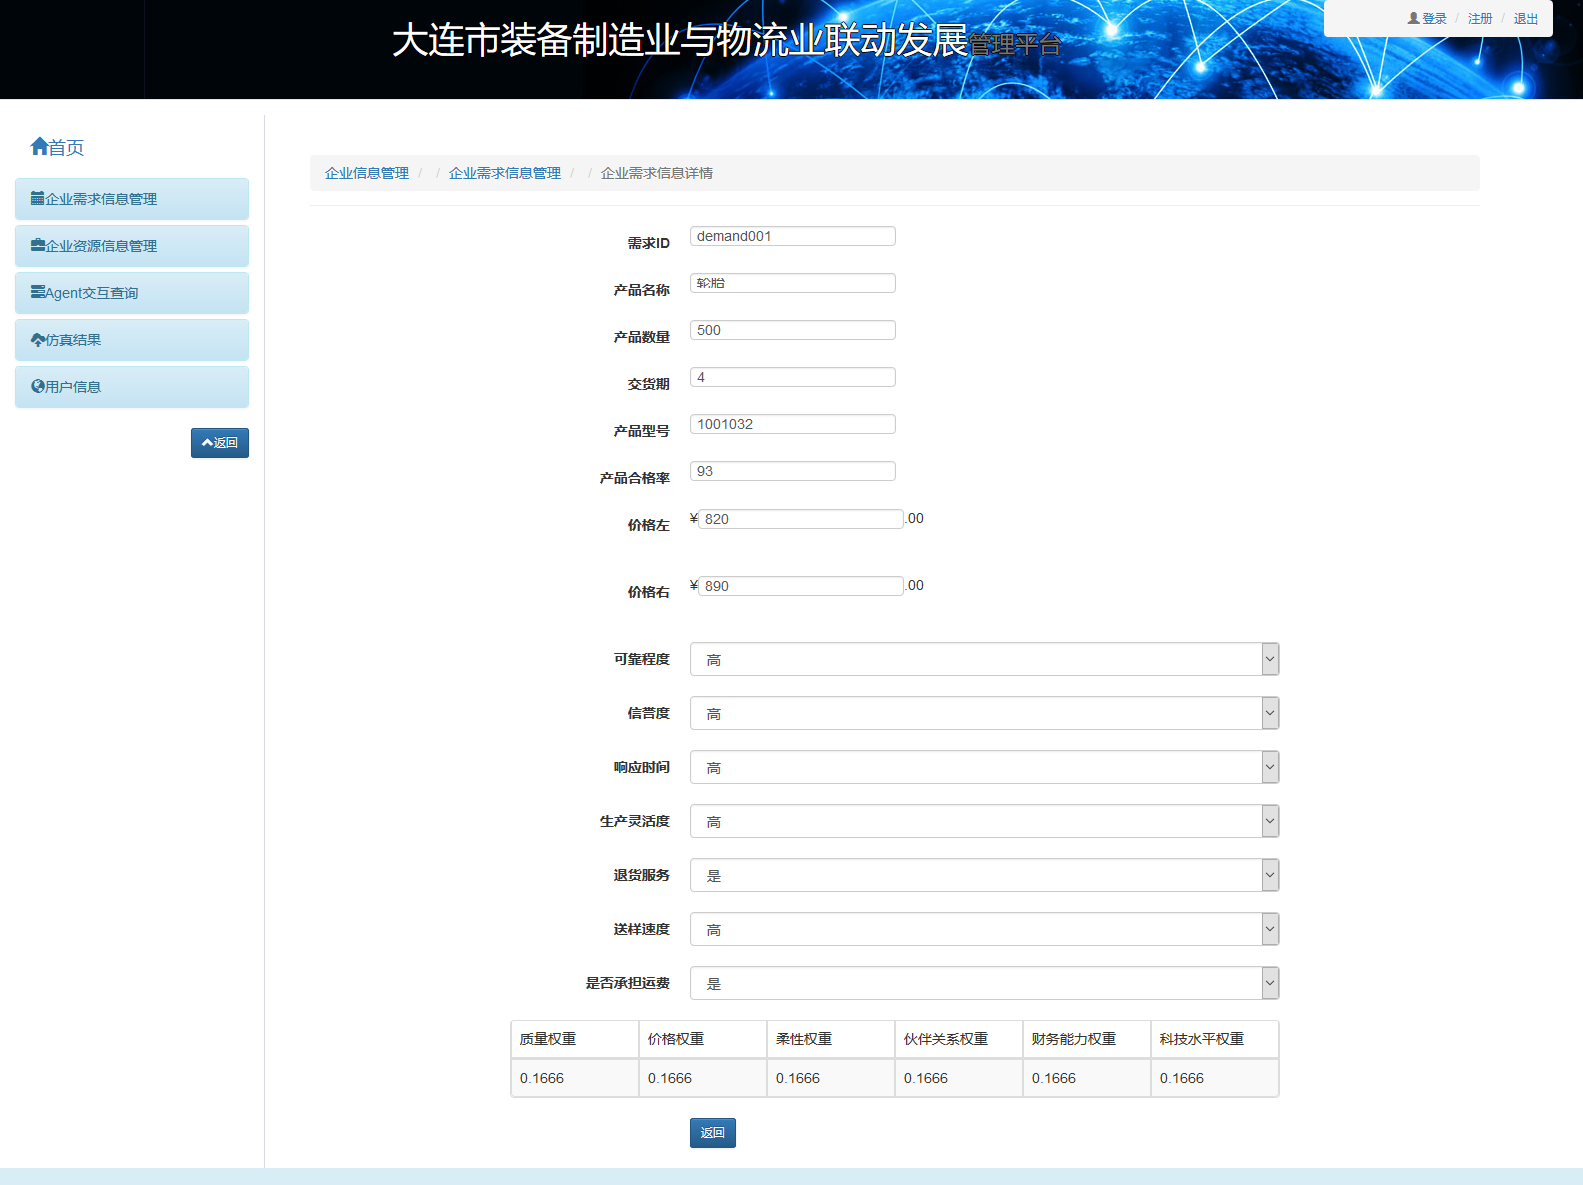 大连市装备制造业与物流业联动发展管理平台
登录 / 注册 / 退出
首页
企业需求信息管理
企业资源信息管理
Agent交互查询
仿真结果
用户信息
返回
企业信息管理 / / 企业需求信息管理 / / 企业需求信息详情
需求ID demand001
产品名称 轮胎
产品数量 500
交货期 4
产品型号 1001032
产品合格率 93
价格左 ¥ 820 .00
价格右 ¥ 890 .00
可靠程度 高
信誉度 高
响应时间 高
生产灵活度 高
退货服务 是
送样速度 高
是否承担运费 是
质量权重 价格权重 柔性权重 伙伴关系权重 财务能力权重 科技水平权重
0.1666 0.1666 0.1666 0.1666 0.1666 0.1666
返回